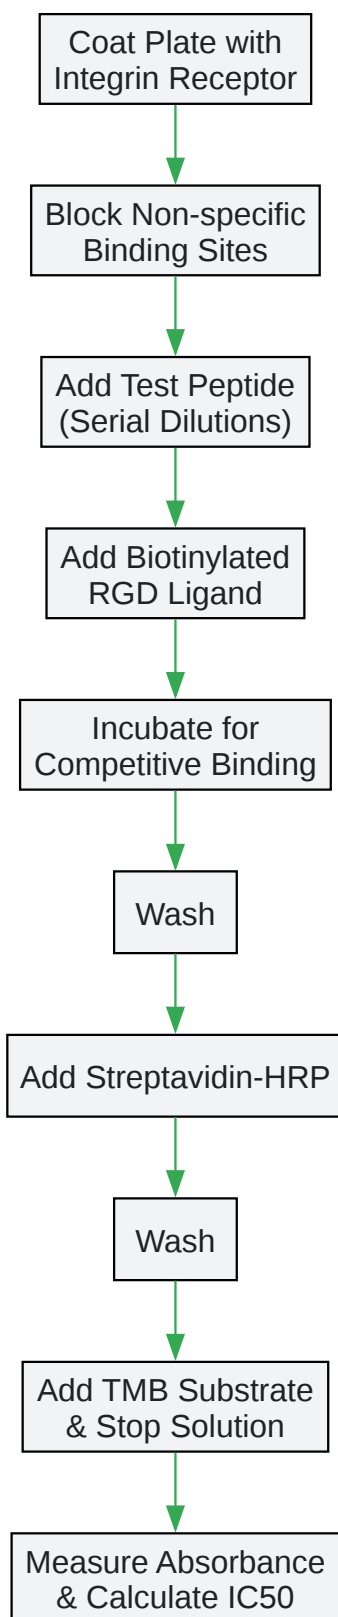 Coat Plate with
Integrin Receptor
Block Non-specific
Binding Sites
Add Test Peptide
(Serial Dilutions)
Add Biotinylated
RGD Ligand
Incubate for
Competitive Binding
Wash
Add Streptavidin-HRP
Wash
Add TMB Substrate
& Stop Solution
Measure Absorbance
& Calculate IC50